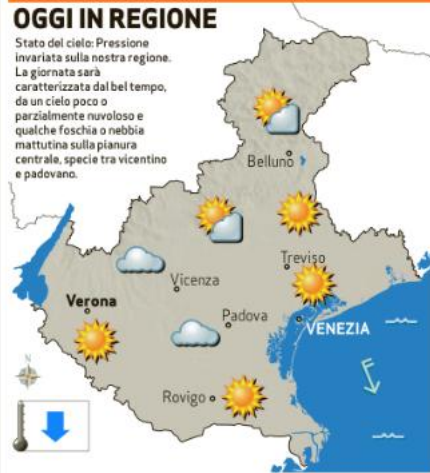 OGGI IN REGIONE
Stato del cielo: Pressione
invariata sulla nostra regione.
La giornata sarà
caratterizzata dal bel tempo,
da un cielo poco o
parzialmente nuvoloso e
qualche foschia o nebbia
mattutina sulla pianura
centrale, specie tra vicentino
e padovano.
Belluno
Treviso
Vicenza
Verona
Padova
VENEZIA
Rovigo
N